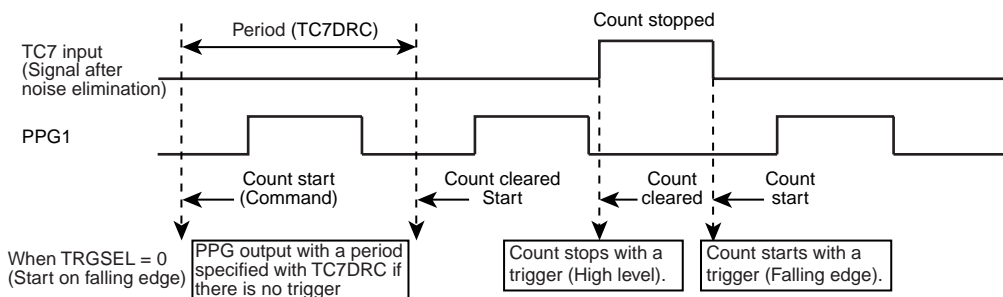 Count stopped
Period (TC7DRC)
TC7 input
(Signal after
noise elimination)
PPG1
Count start
(Command)
Count cleared
Start
Count
cleared
Count
start
When TRGSEL = 0
(Start on falling edge)
PPG output with a period
specified with TC7DRC if
there is no trigger
Count stops with a
trigger (High level).
Count starts with a
trigger (Falling edge).